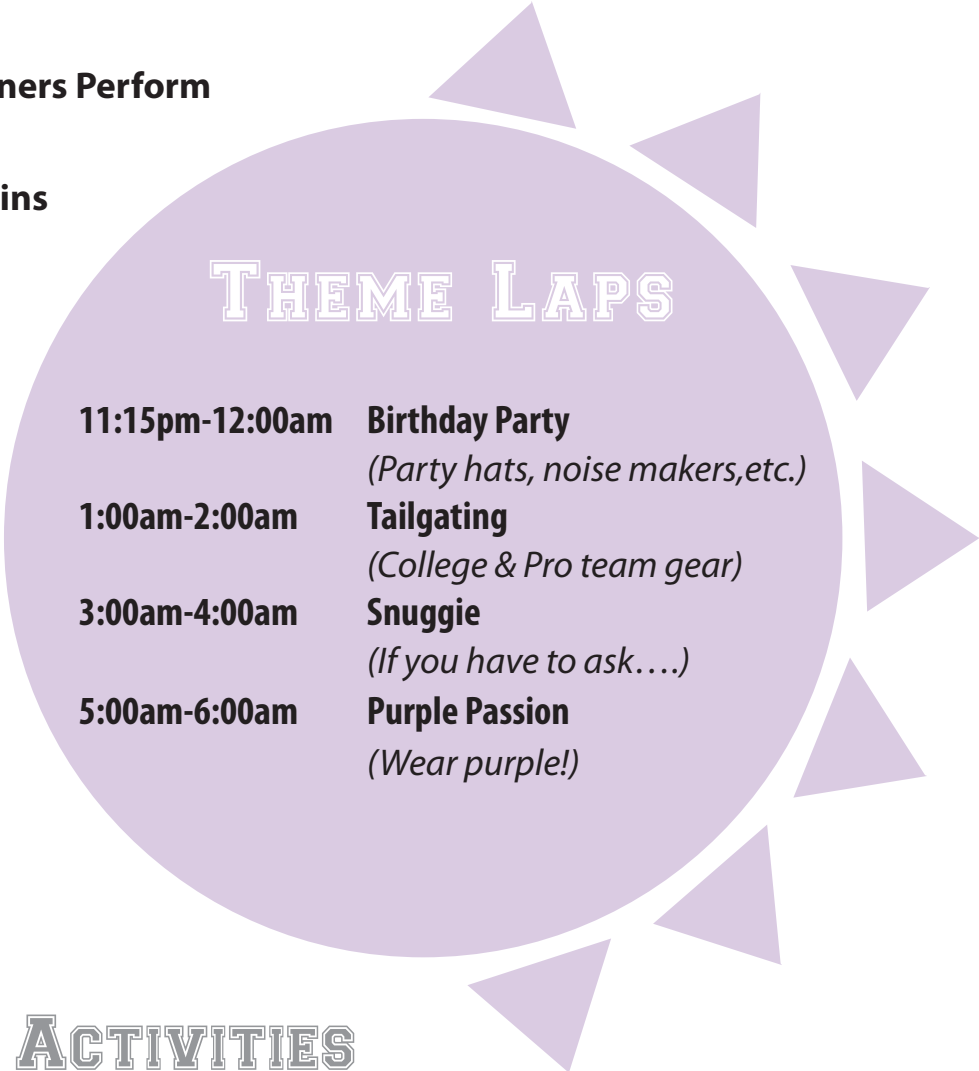 Perform
Theme Laps
11:15pm-12:00am Birthday Party
(Party hats, noise makers,etc.)
1:00am-2:00am Tailgating
(College & Pro team gear)
3:00am-4:00am Snuggie
(If you have to ask….)
5:00am-6:00am Purple Passion
(Wear purple!)
Activities